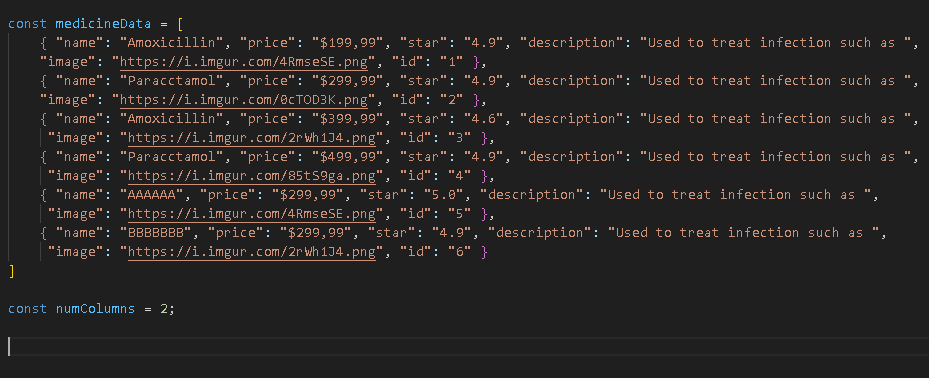 const medicineData = [
{ "name": "Amoxicillin", "price": "$199,99", "star": "4.9", "description": "Used to treat infection such as ",
"image": "https://i.imgur.com/4RmseSE.png", "id": "1" },
{ "name": "Paracctamol", "price": "$299,99", "star": "4.9", "description": "Used to treat infection such as ",
"image": "https://i.imgur.com/0cTOD3K.png", "id": "2" },
{ "name": "Amoxicillin", "price": "$399,99", "star": "4.6", "description": "Used to treat infection such as ",
"image": "https://i.imgur.com/2rWh1J4.png", "id": "3" },
{ "name": "Paracctamol", "price": "$499,99", "star": "4.9", "description": "Used to treat infection such as ",
"image": "https://i.imgur.com/85tS9ga.png", "id": "4" },
{ "name": "AAAAAA", "price": "$299,99", "star": "5.0", "description": "Used to treat infection such as ",
"image": "https://i.imgur.com/4RmseSE.png", "id": "5" },
{ "name": "BBBBBBB", "price": "$299,99", "star": "4.9", "description": "Used to treat infection such as ",
"image": "https://i.imgur.com/2rWh1J4.png", "id": "6" }
]
const numColumns = 2;